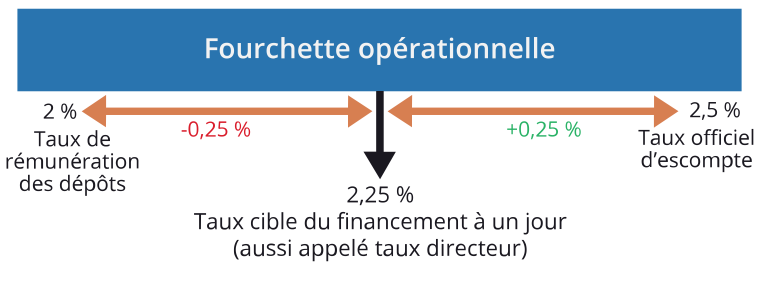 Fourchette opérationnelle
2 %
Taux de
rémunération
des dépôts
-0,25 %
+0,25 %
2,5 %
Taux officiel
d'escompte
2,25 %
Taux cible du financement à un jour
(aussi appelé taux directeur)